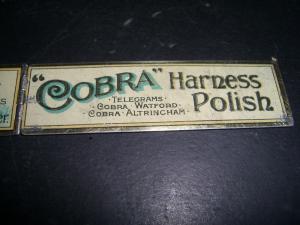 "COBRA" Harness
Polish
· TELEGRAMS ·
· COBRA · WATFORD ·
· COBRA · ALTRINCHAM ·